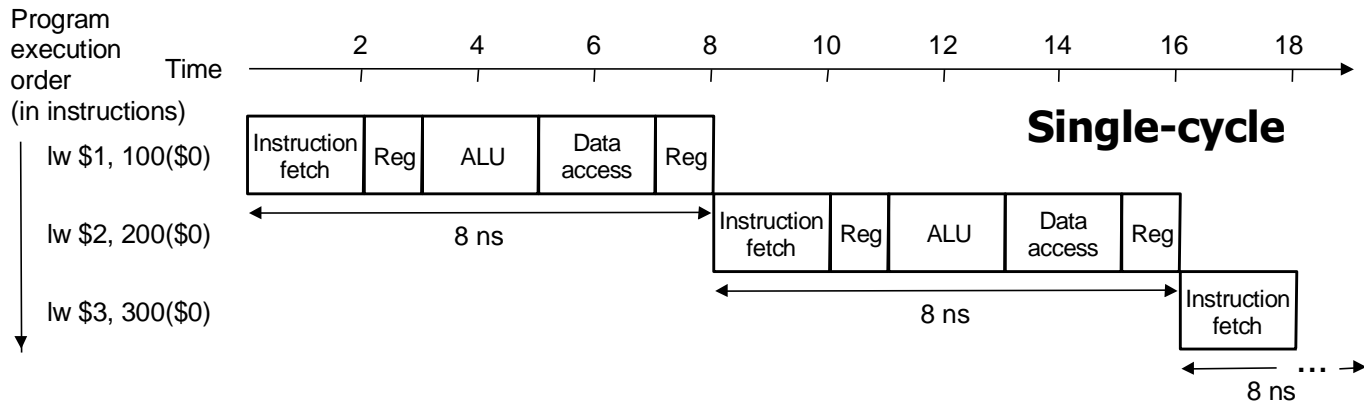 Program
execution
order
(in instructions)
Time
2 4 6 8 10 12 14 16 18
Single-cycle
lw $1, 100($0)
Instruction
fetch
Reg
ALU
Data
access
Reg
8 ns
lw $2, 200($0)
Instruction
fetch
Reg
ALU
Data
access
Reg
8 ns
lw $3, 300($0)
Instruction
fetch
...
8 ns